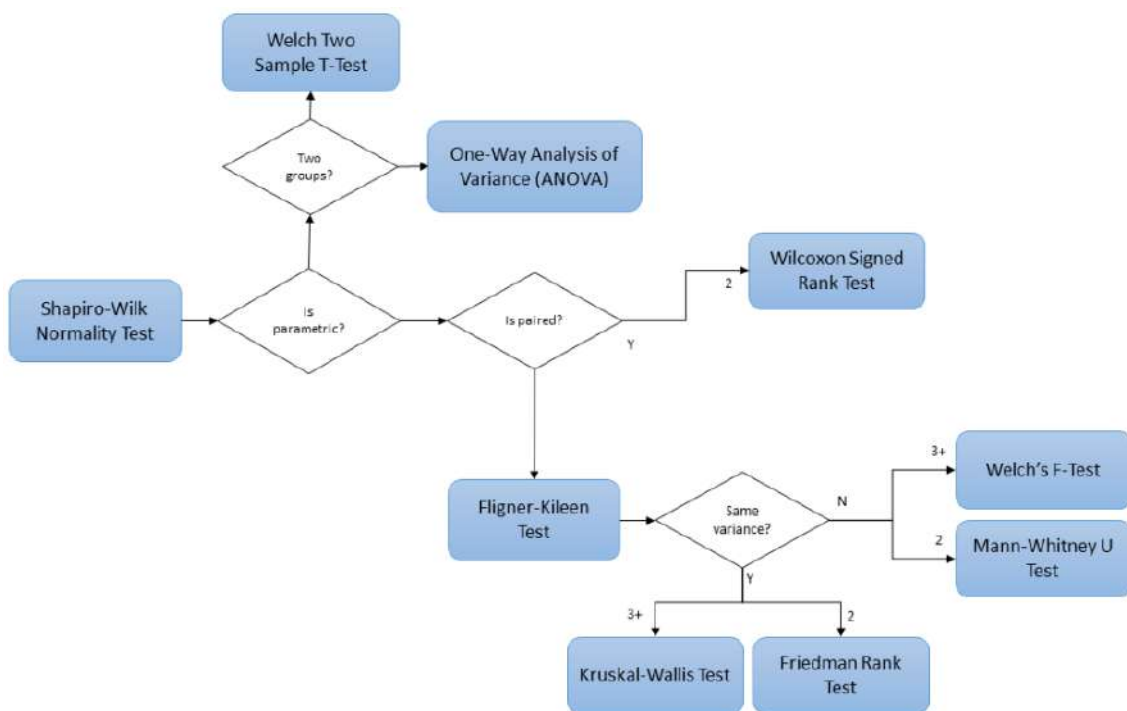 Welch Two
Sample T-Test
Two
groups?
One-Way Analysis of
Variance (ANOVA)
Shapiro-Wilk
Normality Test
Is
parametric?
Is paired?
Y
2
Wilcoxon Signed
Rank Test
Fligner-Kileen
Test
Same
variance?
N
3+
Welch's F-Test
2
Mann-Whitney U
Test
Y
3+
2
Kruskal-Wallis Test
Friedman Rank
Test